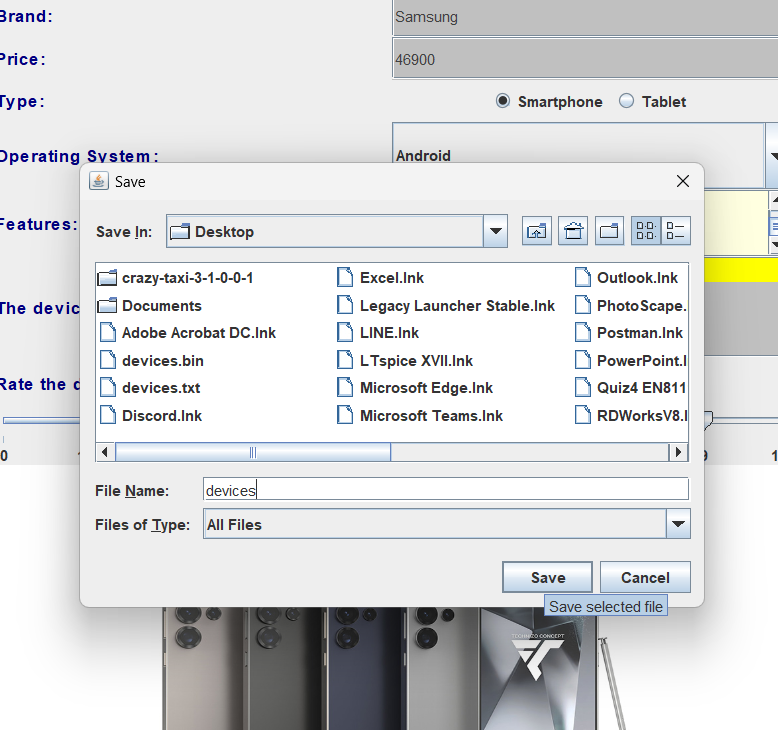 Brand:
Samsung
Price:
46900
Type:
Smartphone
Tablet
Operating System:
Android
Save
Features:
Save In:
Desktop
crazy-taxi-3-1-0-0-1
Excel.lnk
Outlook.lnk
The devic
Documents
Legacy Launcher Stable.lnk
PhotoScape.
Adobe Acrobat DC.lnk
LINE.lnk
Postman.lnk
devices.bin
LTspice XVII.lnk
PowerPoint.l
Rate the d
devices.txt
Microsoft Edge.lnk
Quiz4 EN811
Discord.lnk
Microsoft Teams.lnk
RDWorksV8.l
0
1
9
1
File Name:
devices
Files of Type:
All Files
Save
Cancel
Save selected file
TECHNOZO CONCEPT